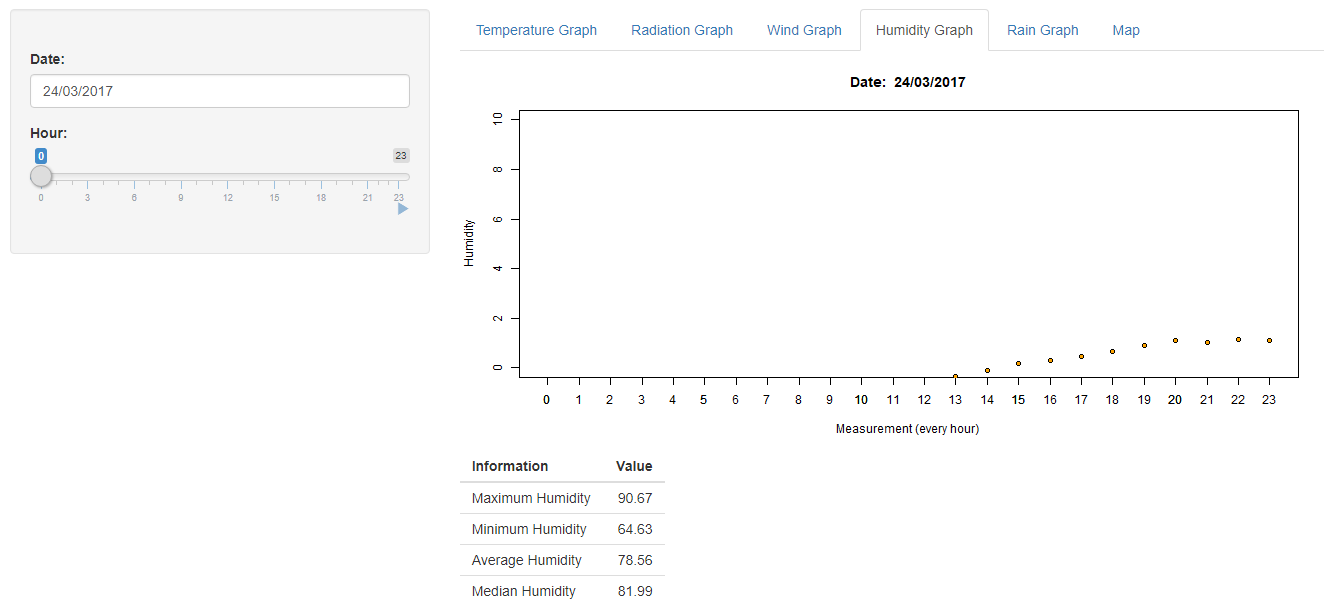 Date:
24/03/2017
Hour:
0 23
0 3 6 9 12 15 18 21 23
Temperature Graph Radiation Graph Wind Graph Humidity Graph Rain Graph Map
Date: 24/03/2017
Humidity
10
8
6
4
2
0
0 1 2 3 4 5 6 7 8 9 10 11 12 13 14 15 16 17 18 19 20 21 22 23
Measurement (every hour)
Information Value
Maximum Humidity 90.67
Minimum Humidity 64.63
Average Humidity 78.56
Median Humidity 81.99